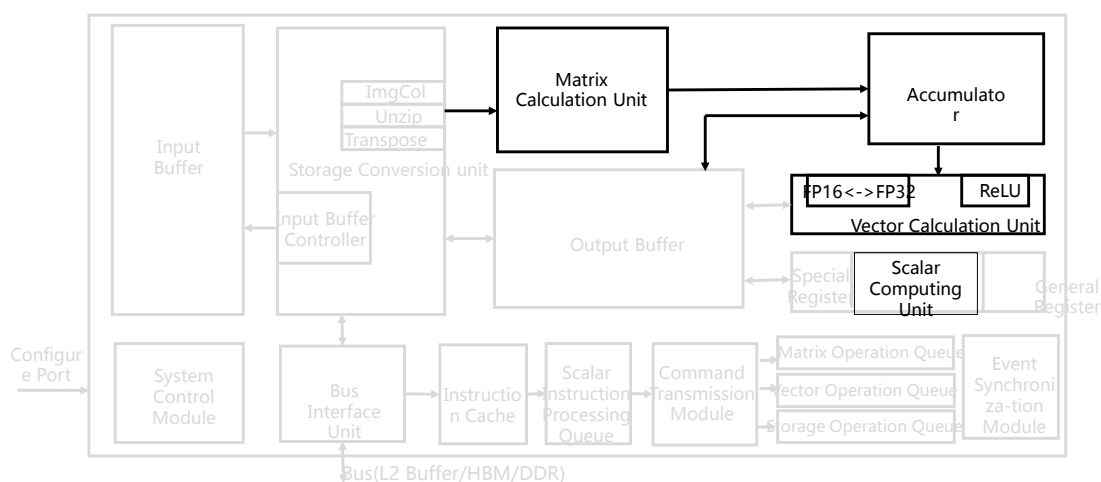 Matrix
Calculation Unit
Accumulato
r
ImgCol
Unzip
Transpose
Storage Conversion unit
Input
Buffer
Input Buffer
Controller
Output Buffer
FP16<->FP32
ReLU
Vector Calculation Unit
Special
Register
Scalar
Computing
Unit
General
Register
Configur
e Port
System
Control
Module
Bus
Interface
Unit
Instructio
n Cache
Scalar
Instruction
Processing
Queue
Command
Transmission
Module
Matrix Operation Queue
Vector Operation Queue
Storage Operation Queue
Event
Synchroni
za-tion
Module
Bus(L2 Buffer/HBM/DDR)